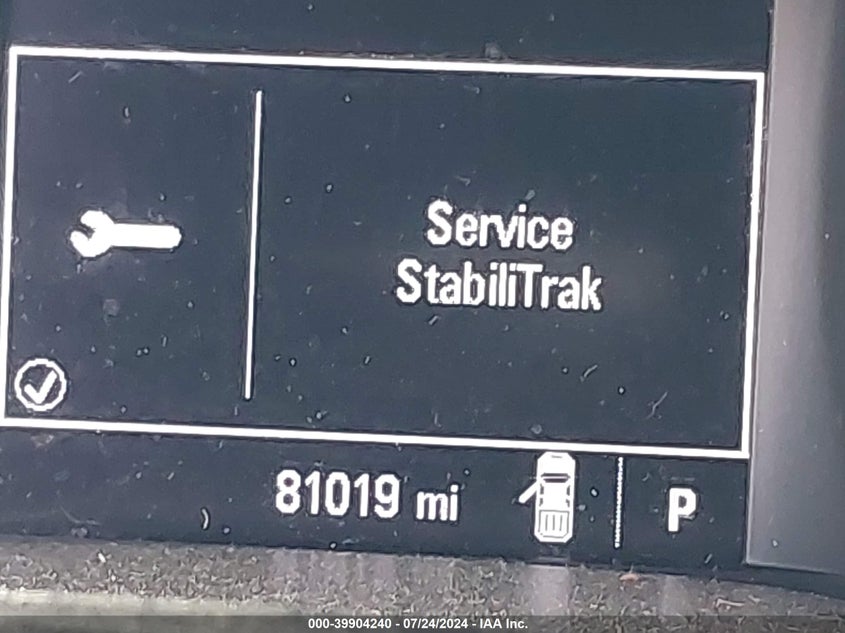 Service
StabiliTrak
81019 mi
P
000-39904240 - 07/24/2024 - IAA Inc.